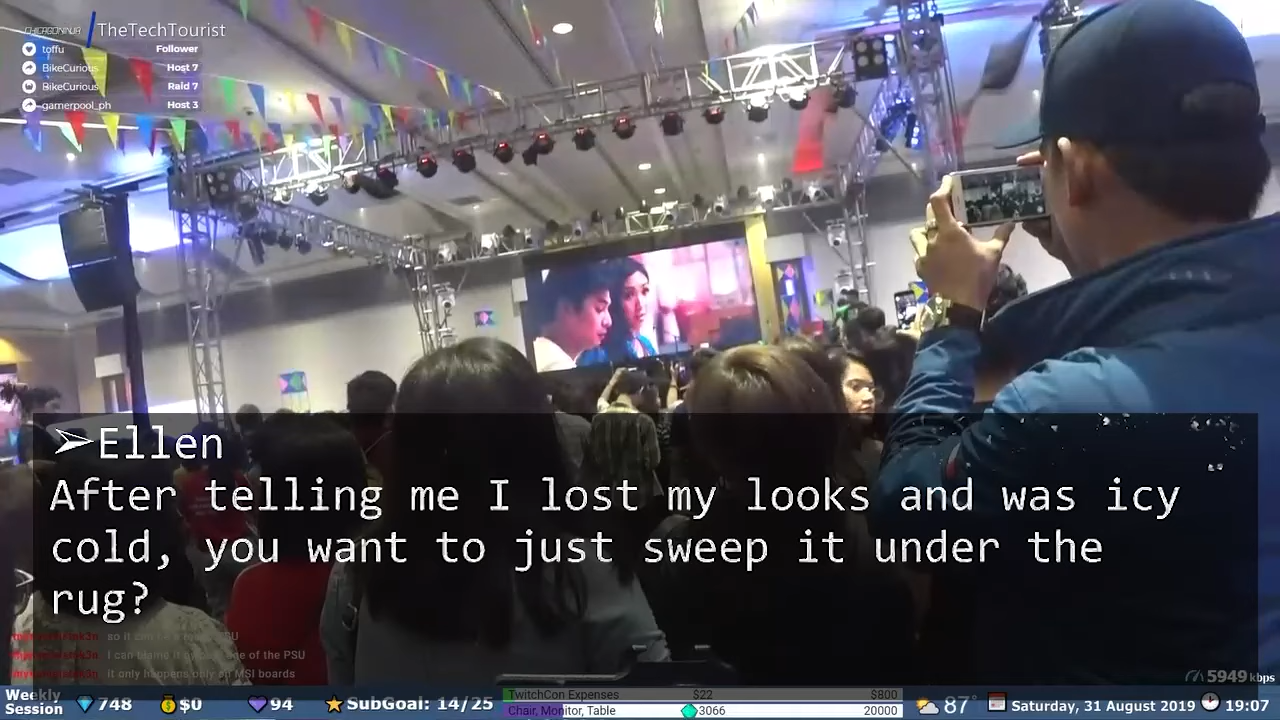 CHICAGONINJA TheTechTourist
toffu Follower
BikeCurious Host 7
BikeCurious Raid 7
gamerpool_ph Host 3
➢Ellen
After telling me I lost my looks and was icy
cold, you want to just sweep it under the
rug?
so it can
I can blame it
of the PSU
it only happens only on MSI boards
5949 kbps
Weekly
Session
748 $0 94 SubGoal: 14/25
TwitchCon Expenses $22 $800
Chair, Monitor, Table 3066 20000
87°
Saturday, 31 August 2019 19:07